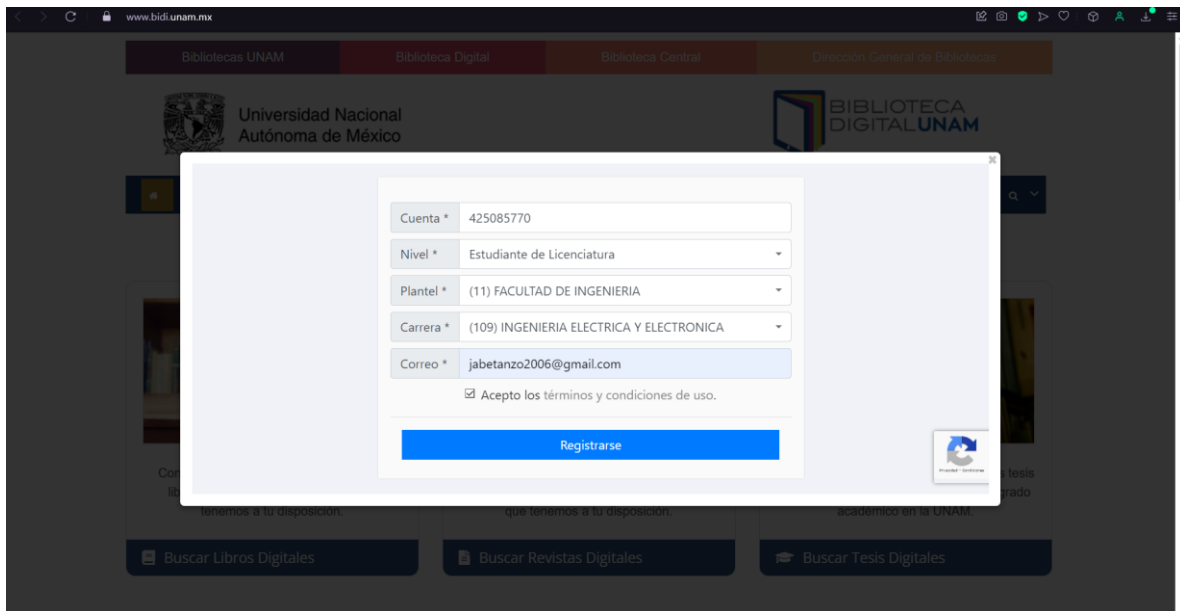 www.bidi.unam.mx
Bibliotecas UNAM
Biblioteca Digital
Biblioteca Central
Dirección General de Bibliotecas
Universidad Nacional
Autónoma de México
BIBLIOTECA
DIGITALUNAM
Cuenta *
425085770
Nivel *
Estudiante de Licenciatura
Plantel *
(11) FACULTAD DE INGENIERIA
Carrera *
(109) INGENIERIA ELECTRICA Y ELECTRONICA
Correo *
jabetanzo2006@gmail.com
Acepto los términos y condiciones de uso.
Registrarse
Privacidad - Condiciones
tenemos a tu disposición.
que tenemos a tu disposición.
tesis
académico en la UNAM.
Buscar Libros Digitales
Buscar Revistas Digitales
Buscar Tesis Digitales